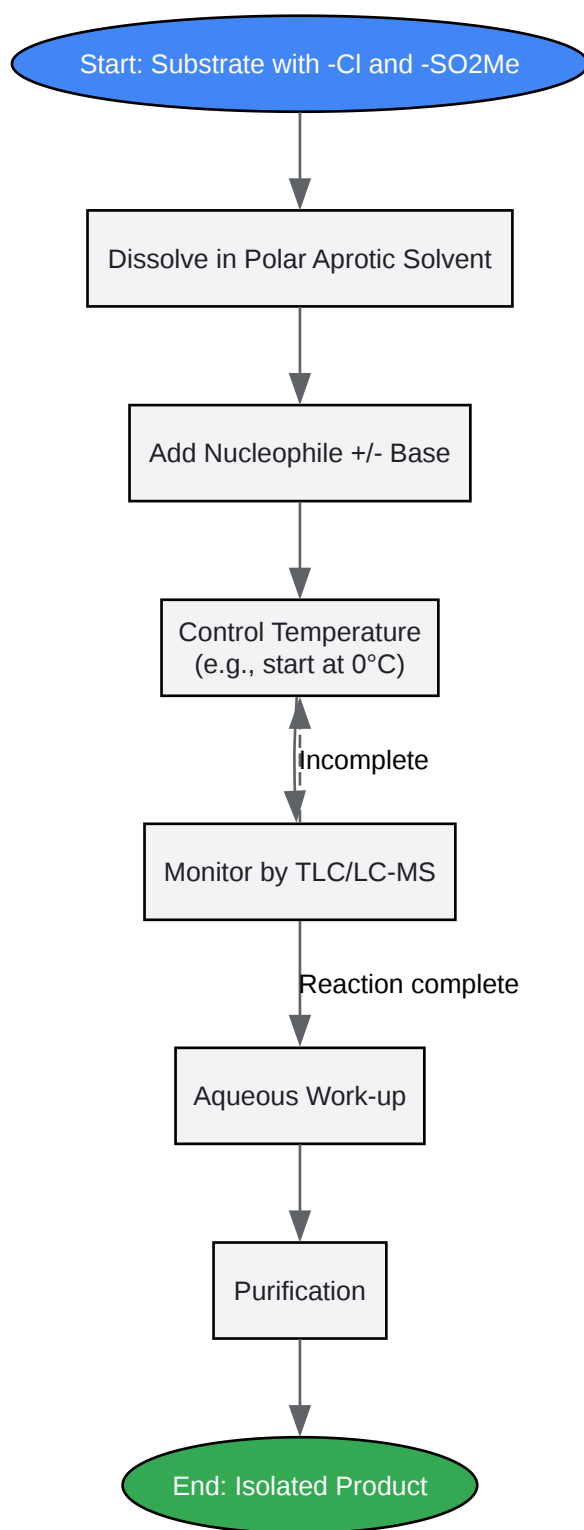 Start: Substrate with -Cl and -SO2Me
Dissolve in Polar Aprotic Solvent
Add Nucleophile +/- Base
Control Temperature
(e.g., start at 0°C)
Incomplete
Monitor by TLC/LC-MS
Reaction complete
Aqueous Work-up
Purification
End: Isolated Product